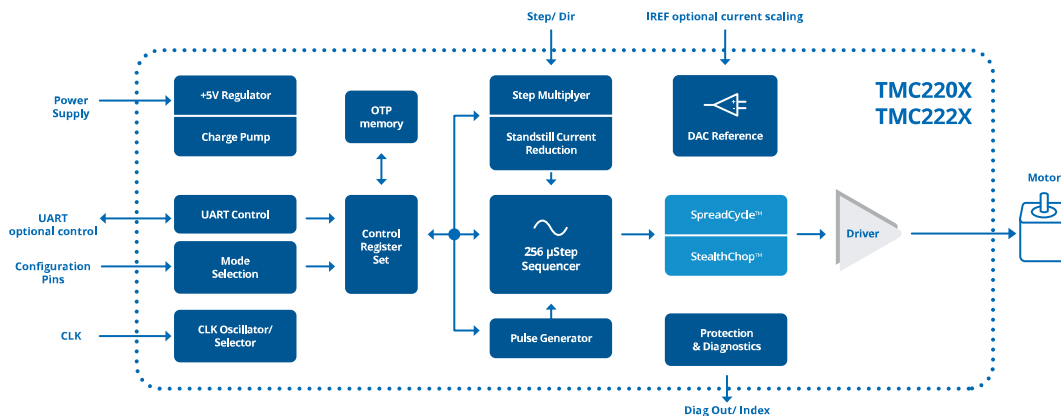 Step/ Dir
IREF optional current scaling
TMC220X
TMC222X
Power
Supply
+5V Regulator
Charge Pump
OTP
memory
Step Multiplyer
Standstill Current
Reduction
DAC Reference
Motor
UART
optional control
UART Control
Control
Register
Set
256 µStep
Sequencer
SpreadCycle™
StealthChop™
Driver
Configuration
Pins
Mode
Selection
CLK
CLK Oscillator/
Selector
Pulse Generator
Protection
& Diagnostics
Diag Out/ Index